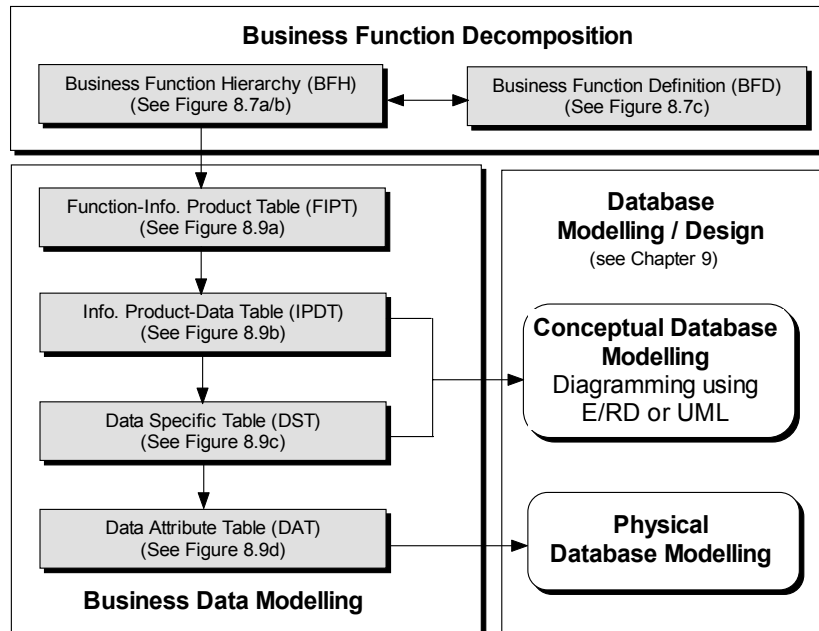 Business Function Decomposition
Business Function Hierarchy (BFH)
(See Figure 8.7a/b)
Business Function Definition (BFD)
(See Figure 8.7c)
Function-Info. Product Table (FIPT)
(See Figure 8.9a)
Info. Product-Data Table (IPDT)
(See Figure 8.9b)
Data Specific Table (DST)
(See Figure 8.9c)
Data Attribute Table (DAT)
(See Figure 8.9d)
Business Data Modelling
Database
Modelling / Design
(see Chapter 9)
Conceptual Database
Modelling
Diagramming using
E/RD or UML
Physical
Database Modelling